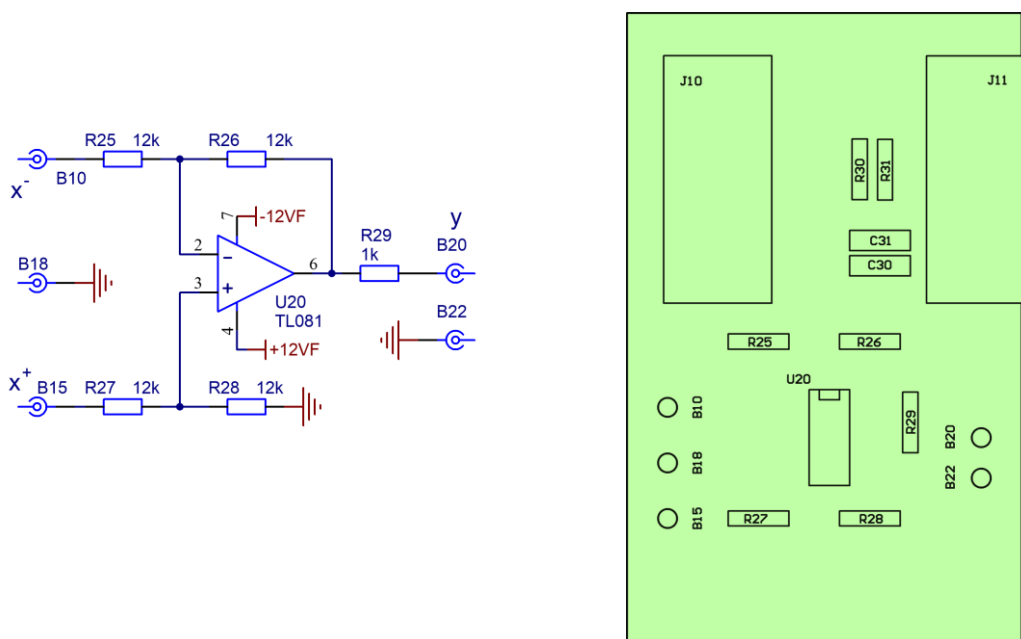 R25 12k
R26 12k
B10
x-
7
-12VF
y
R29
1k
B20
2
-
6
B18
3
+
U20
TL081
B22
4
+12VF
x+
B15
R27 12k
R28 12k
J10
J11
R30
R31
C31
C30
R25
R26
U20
B10
R29
B20
B18
B22
B15
R27
R28